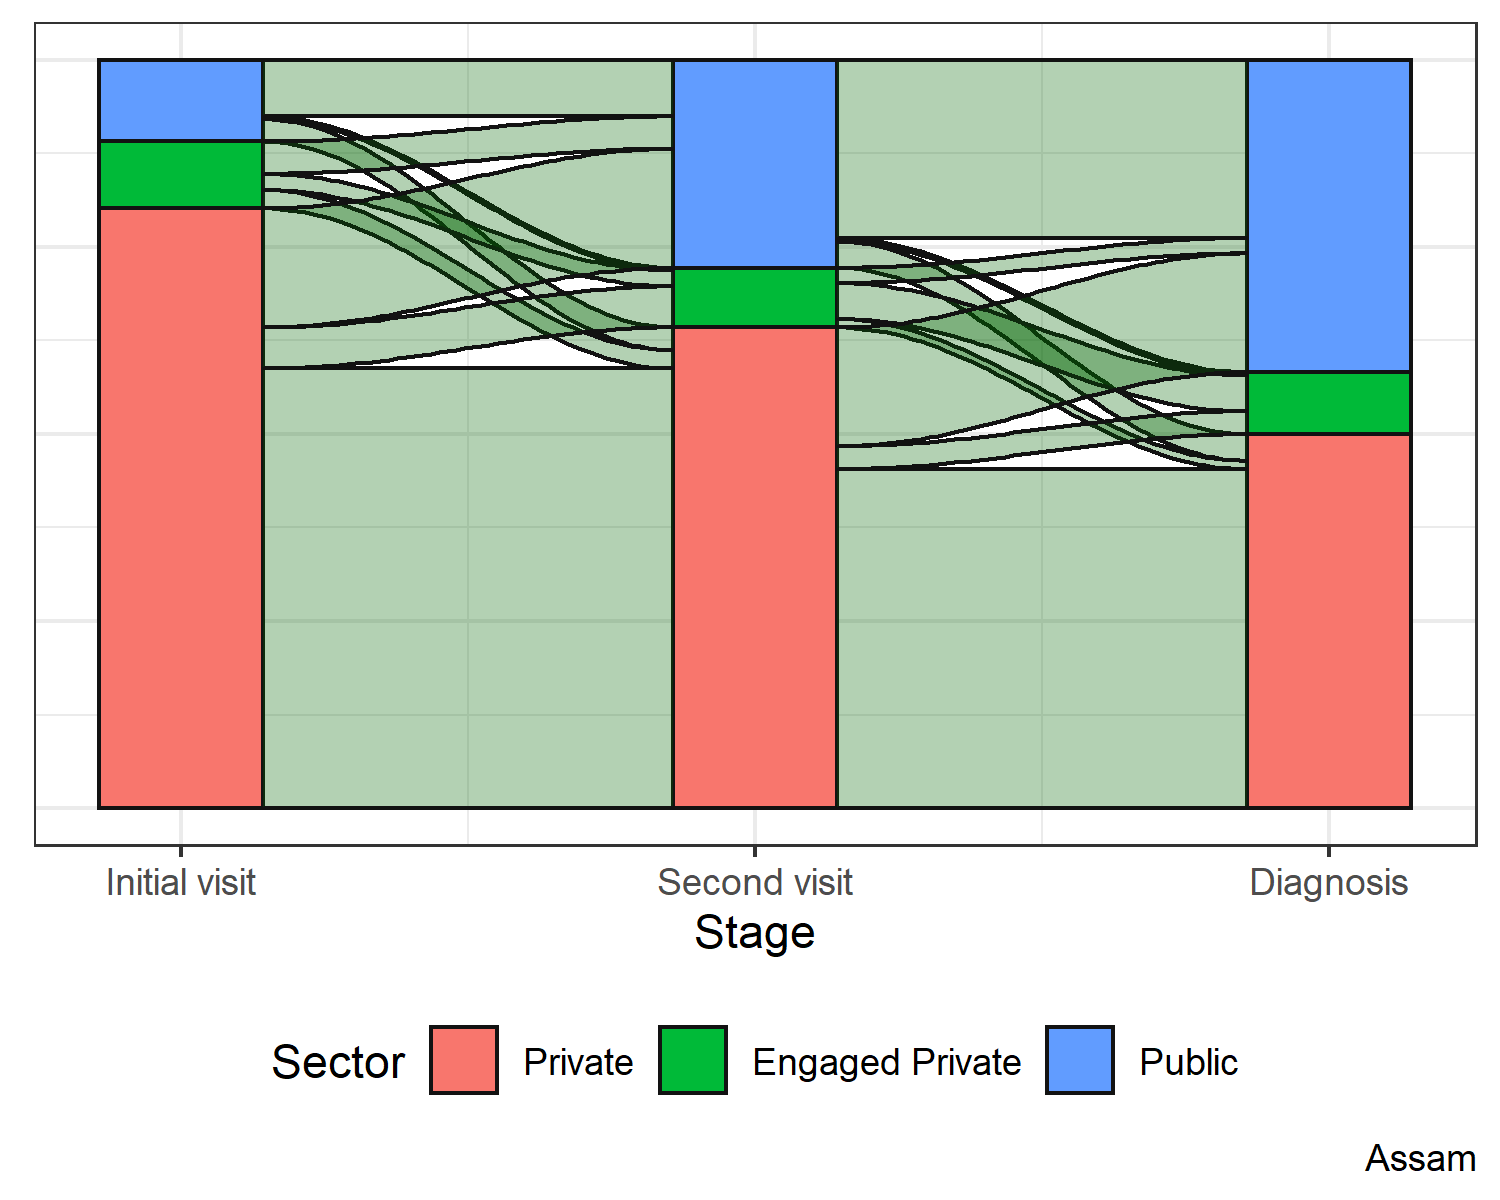 Initial visit Second visit Diagnosis
Stage
Sector Private Engaged Private Public
Assam